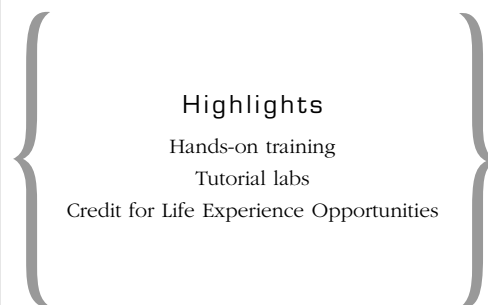 Highlights
Hands-on training
Tutorial labs
Credit for Life Experience Opportunities